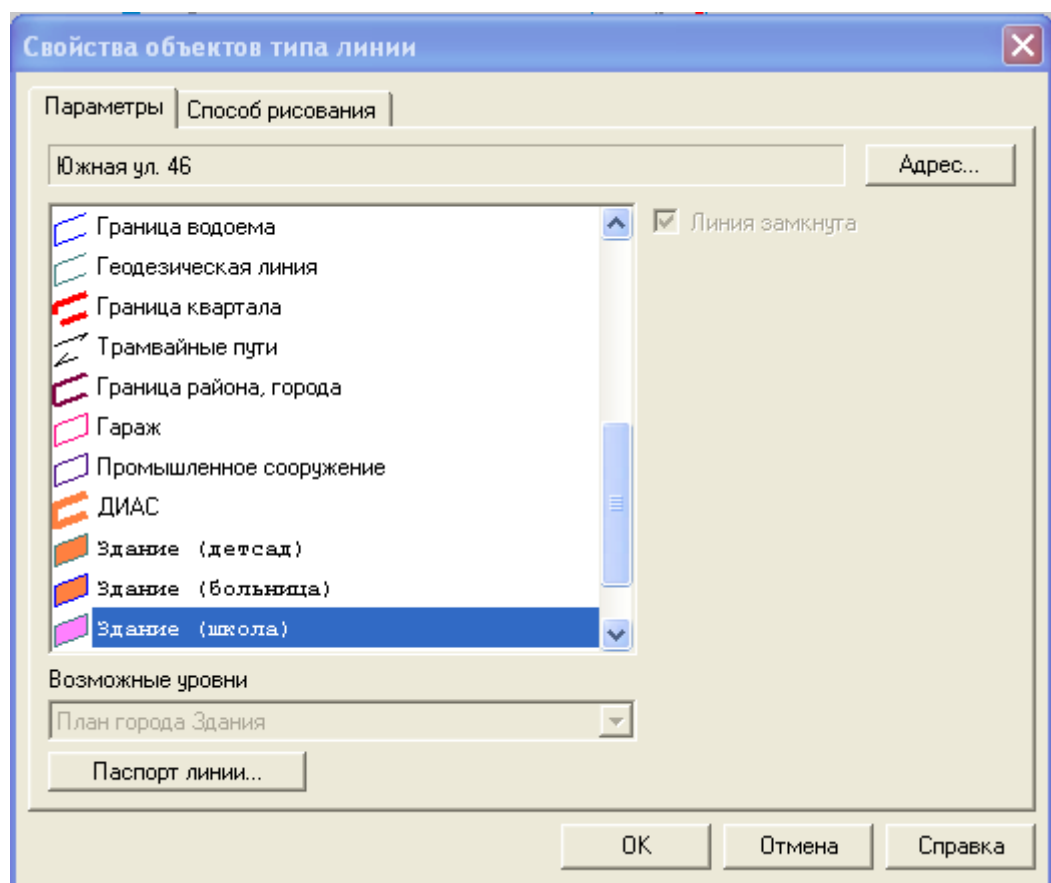 Свойства объектов типа линии
Параметры Способ рисования
Южная ул. 46 Адрес...
Граница водоема Линия замкнута
Геодезическая линия
Граница квартала
Трамвайные пути
Граница района, города
Гараж
Промышленное сооружение
ДИАС
Здание (детсад)
Здание (больница)
Здание (школа)
Возможные уровни
План города Здания
Паспорт линии...
OK Отмена Справка